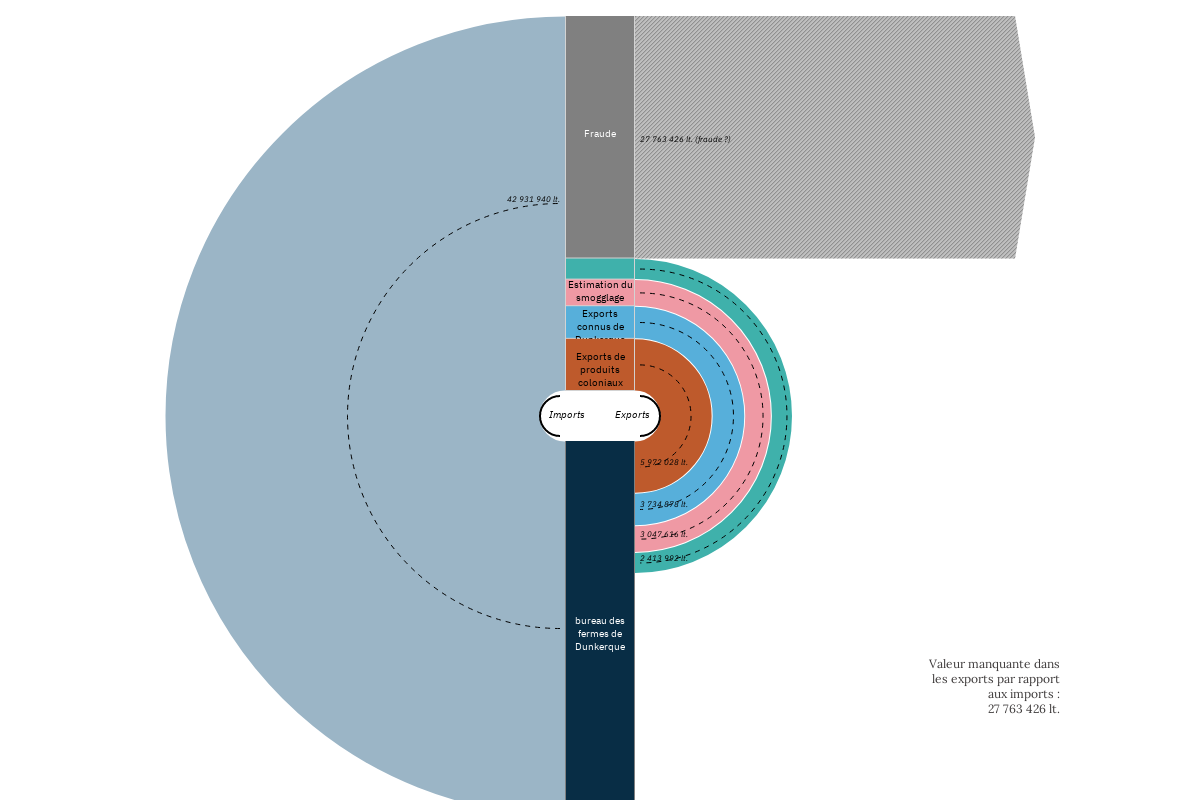 Fraude
27 763 426 lt. (fraude ?)
42 931 940 lt.
Estimation du
smogglage
Exports
connus de
Dunkerque
Exports de
produits
coloniaux
Imports
Exports
5 972 028 lt.
3 734 878 lt.
3 047 616 lt.
2 413 992 lt.
bureau des
fermes de
Dunkerque
Valeur manquante dans
les exports par rapport
aux imports :
27 763 426 lt.